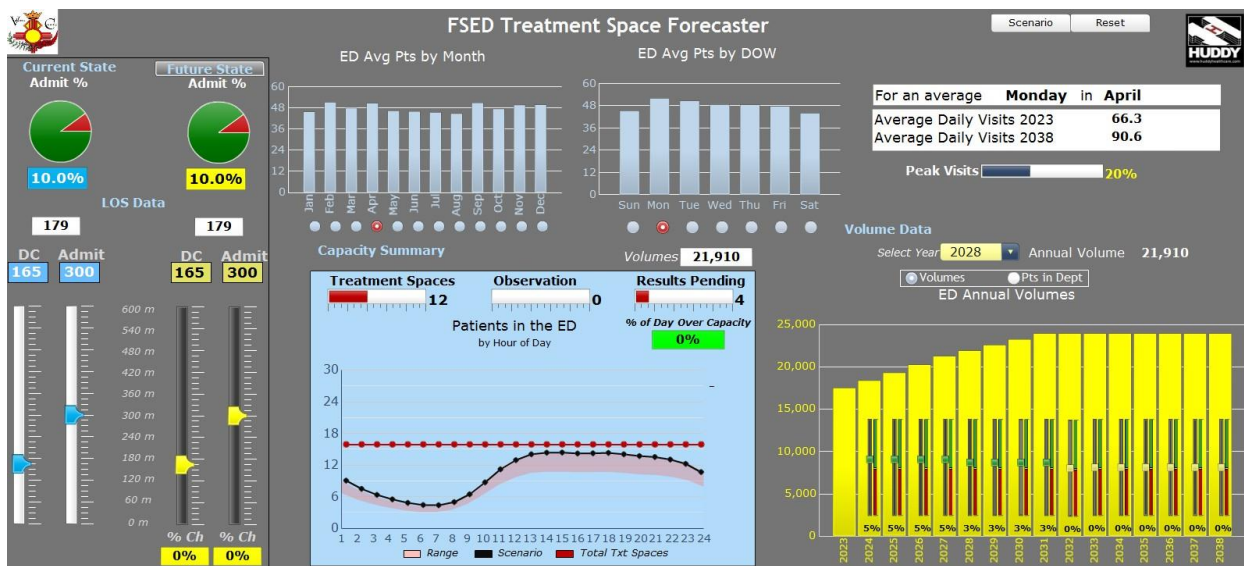 FSED Treatment Space Forecaster
Scenario
Reset
HUDDY
Current State
Admit %
10.0%
Future State
Admit %
10.0%
LOS Data
179
179
DC Admit
165 300
DC Admit
165 300
600 m
540 m
480 m
420 m
360 m
300 m
240 m
180 m
120 m
60 m
0 m
% Ch % Ch
0% 0%
ED Avg Pts by Month
60
48
36
24
12
0
Jan Feb Mar Apr May Jun Jul Aug Sep Oct Nov Dec
ED Avg Pts by DOW
60
48
36
24
12
0
Sun Mon Tue Wed Thu Fri Sat
For an average Monday in April
Average Daily Visits 2023 66.3
Average Daily Visits 2038 90.6
Peak Visits 20%
Capacity Summary
Volumes 21,910
Treatment Spaces
12
Observation
0
Results Pending
4
Patients in the ED
by Hour of Day
% of Day Over Capacity
0%
30
24
18
12
6
0
1 2 3 4 5 6 7 8 9 10 11 12 13 14 15 16 17 18 19 20 21 22 23 24
Range Scenario Total Txt Spaces
Volume Data
Select Year 2028 Annual Volume 21,910
Volumes Pts in Dept
ED Annual Volumes
25,000
20,000
15,000
10,000
5,000
0
5% 5% 5% 5% 3% 3% 3% 3% 0% 0% 0% 0% 0% 0% 0%
2023 2024 2025 2026 2027 2028 2029 2030 2031 2032 2033 2034 2035 2036 2037 2038